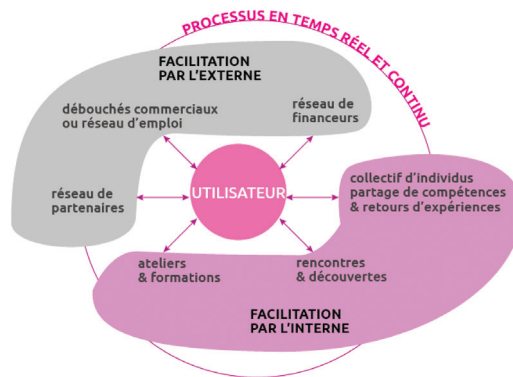 PROCESSUS EN TEMPS RÉEL ET CONTINU
FACILITATION
PAR L'EXTERNE
débouchés commerciaux
ou réseau d'emploi
réseau de
financeurs
réseau de
partenaires
UTILISATEUR
collectif d'individus
partage de compétences
& retours d'expériences
ateliers
& formations
rencontres
& découvertes
FACILITATION
PAR L'INTERNE